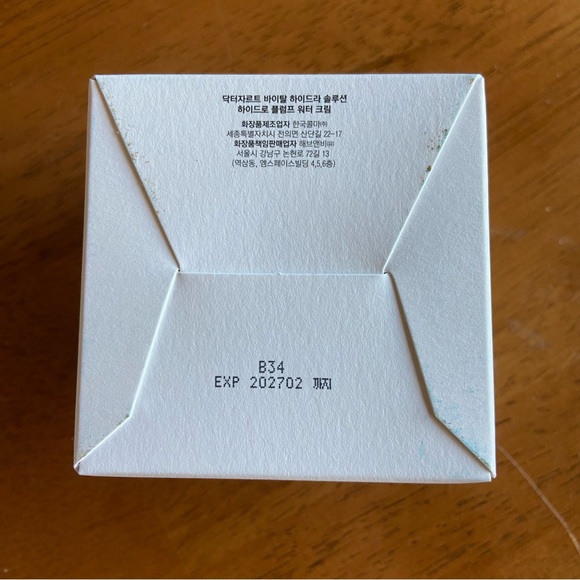 닥터자르트 바이탈 하이드라 솔루션
하이드로 플럼프 워터 크림
화장품제조업자 한국콜마㈜
세종특별자치시 전의면 산단길 22-17
화장품책임판매업자 해브앤비㈜
서울시 강남구 논현로 72길 13
(역삼동, 엠스페이스빌딩 4,5,6층)
B34
EXP 202702 까지